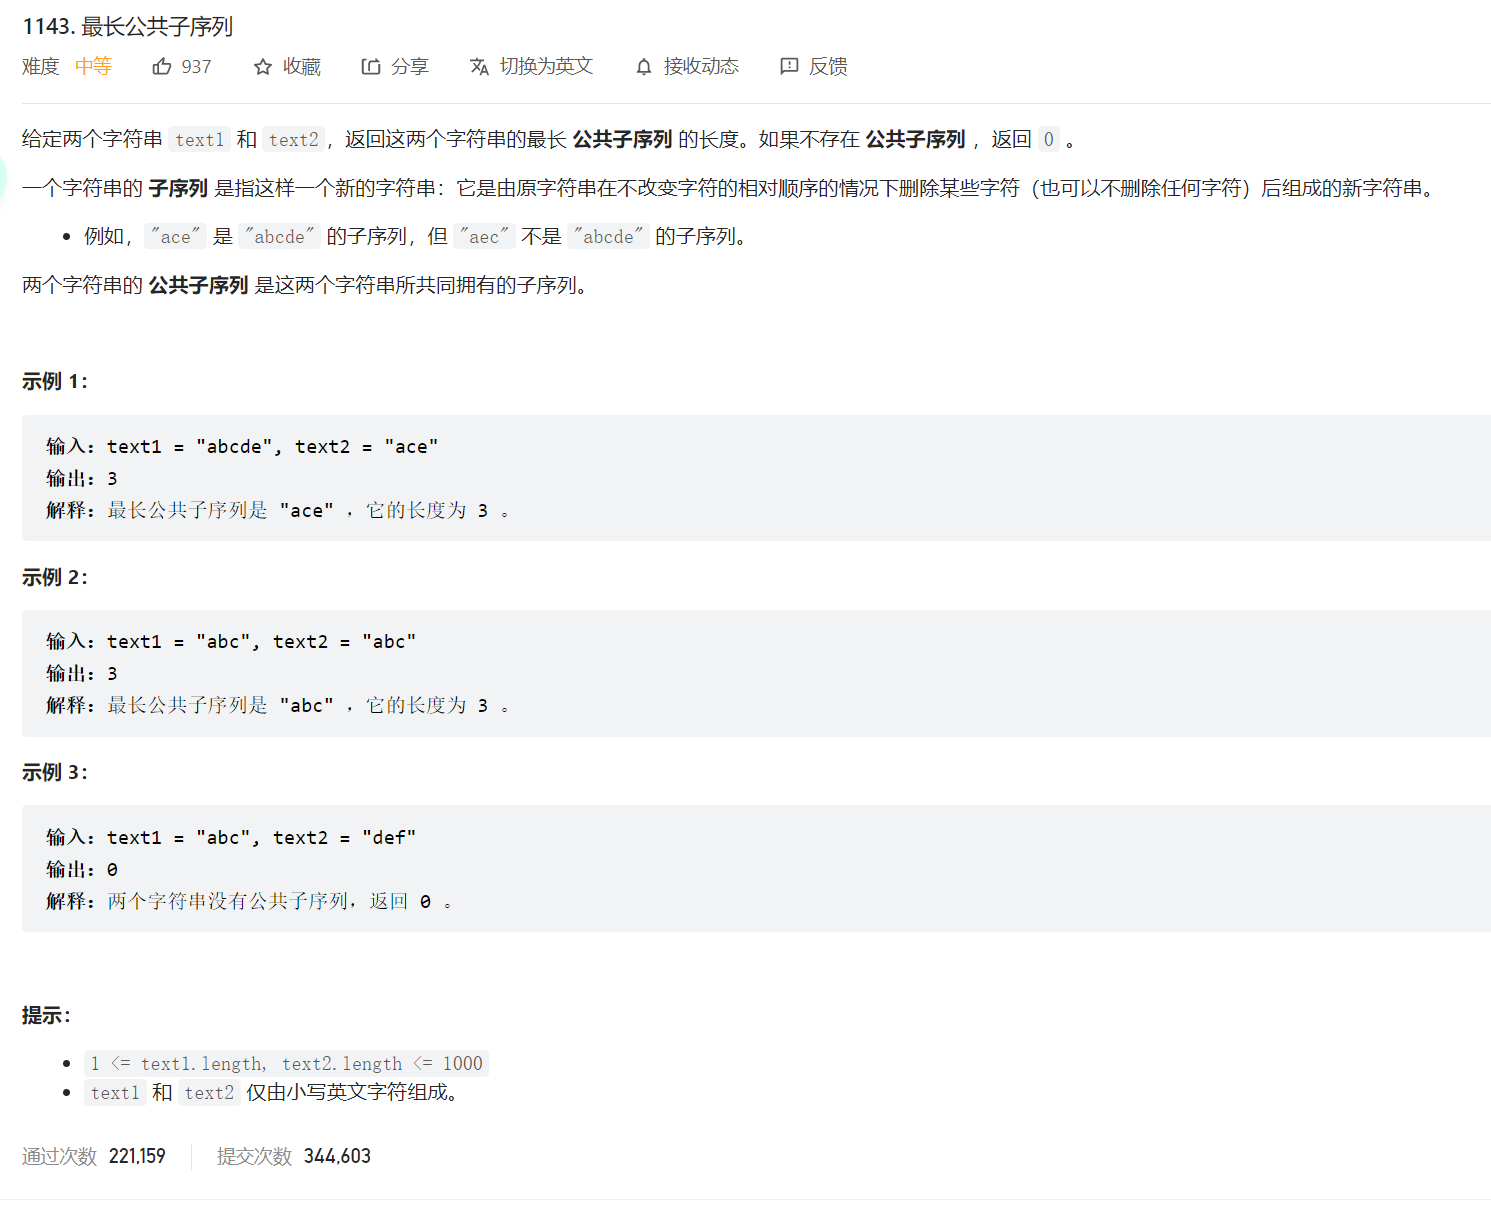 1143. 最长公共子序列
难度 中等 937 收藏 分享 切换为英文 接收动态 反馈
给定两个字符串 text1 和 text2，返回这两个字符串的最长 公共子序列 的长度。如果不存在 公共子序列 ，返回 0 。
一个字符串的 子序列 是指这样一个新的字符串：它是由原字符串在不改变字符的相对顺序的情况下删除某些字符（也可以不删除任何字符）后组成的新字符串。
• 例如，"ace" 是 "abcde" 的子序列，但 "aec" 不是 "abcde" 的子序列。
两个字符串的 公共子序列 是这两个字符串所共同拥有的子序列。
示例 1：
输入：text1 = "abcde", text2 = "ace"
输出：3
解释：最长公共子序列是 "ace" ，它的长度为 3 。
示例 2：
输入：text1 = "abc", text2 = "abc"
输出：3
解释：最长公共子序列是 "abc" ，它的长度为 3 。
示例 3：
输入：text1 = "abc", text2 = "def"
输出：0
解释：两个字符串没有公共子序列，返回 0 。
提示：
• 1 <= text1.length, text2.length <= 1000
• text1 和 text2 仅由小写英文字符组成。
通过次数 221,159 提交次数 344,603